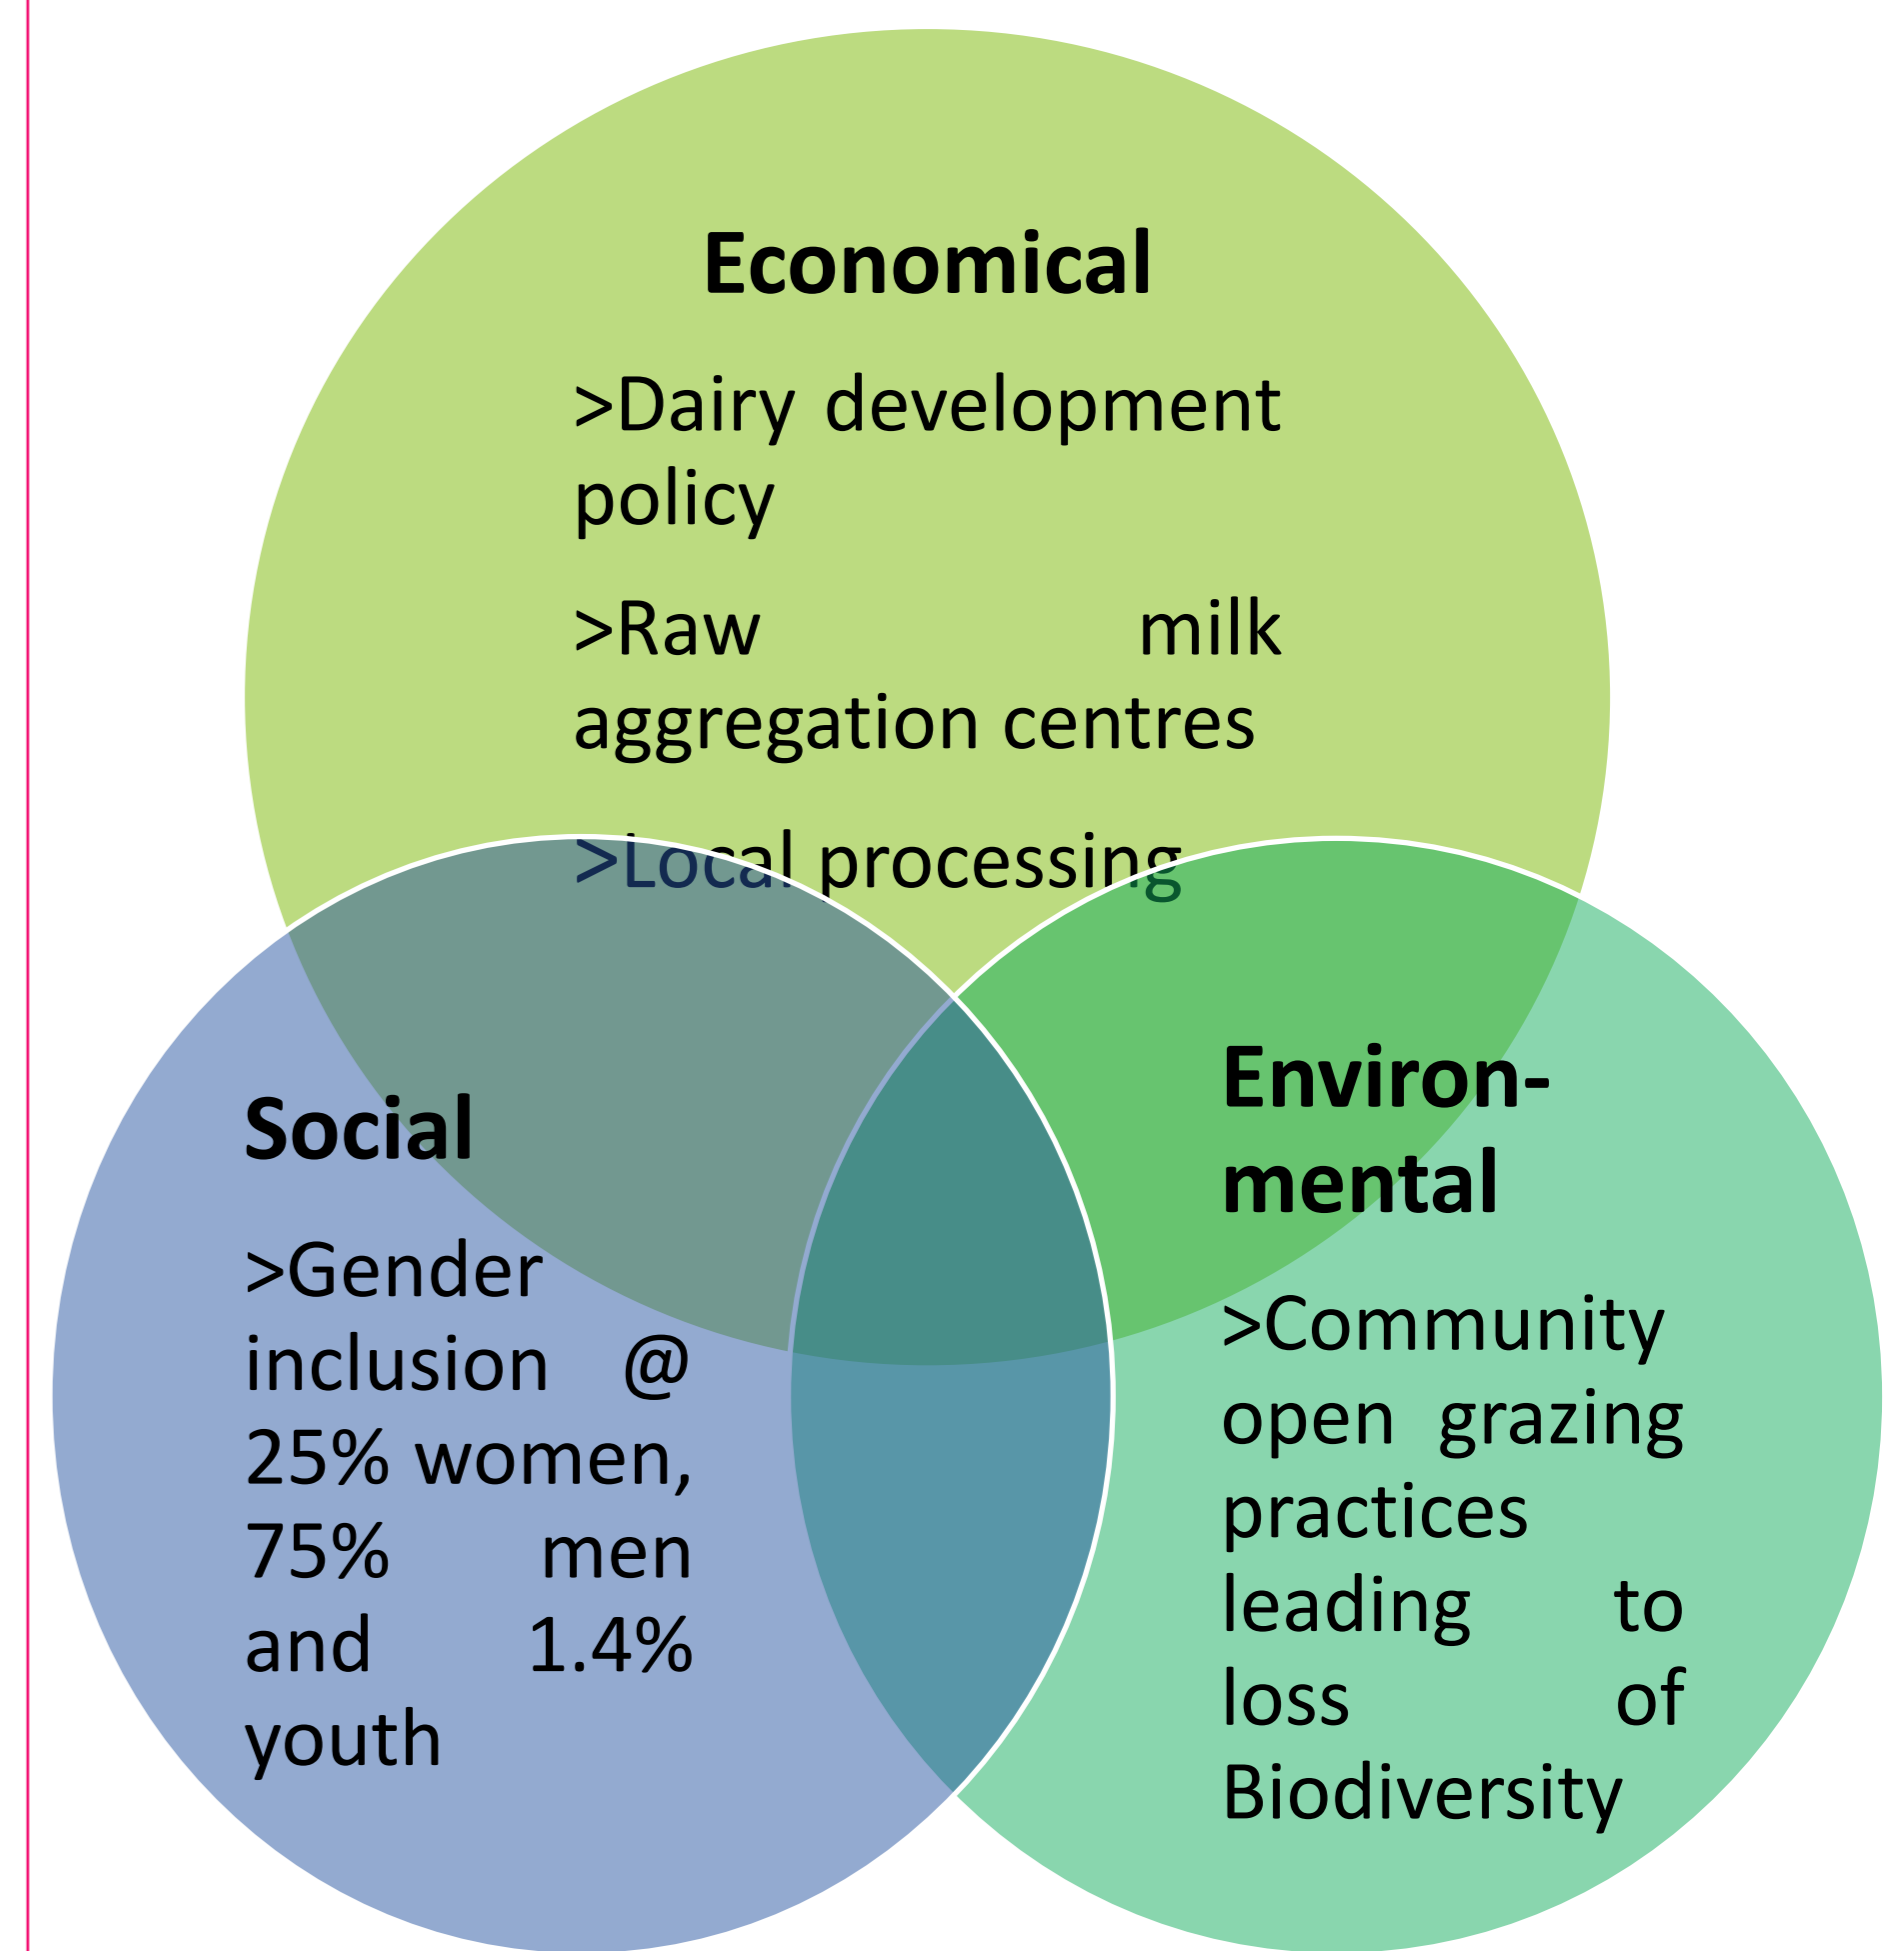 Economical
>Dairy development
policy
>Raw milk
aggregation centres
>Local processing
Social
>Gender
inclusion @
25% women,
75% men
and 1.4%
youth
Environ-
mental
>Community
open grazing
practices
leading to
loss of
Biodiversity